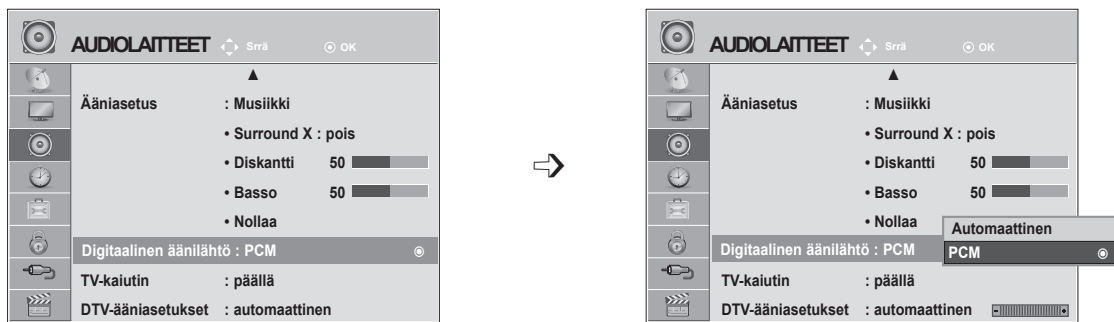 AUDIOLAITTEET Srrä OK
Ääniasetus : Musiikki
• Surround X : pois
• Diskantti 50
• Basso 50
• Nollaa
Digitaalinen äänilähtö : PCM
TV-kaiutin : päällä
DTV-ääniasetukset : automaattinen
AUDIOLAITTEET Srrä OK
Ääniasetus : Musiikki
• Surround X : pois
• Diskantti 50
• Basso 50
• Nollaa
Automaattinen
Digitaalinen äänilähtö : PCM
PCM
TV-kaiutin : päällä
DTV-ääniasetukset : automaattinen